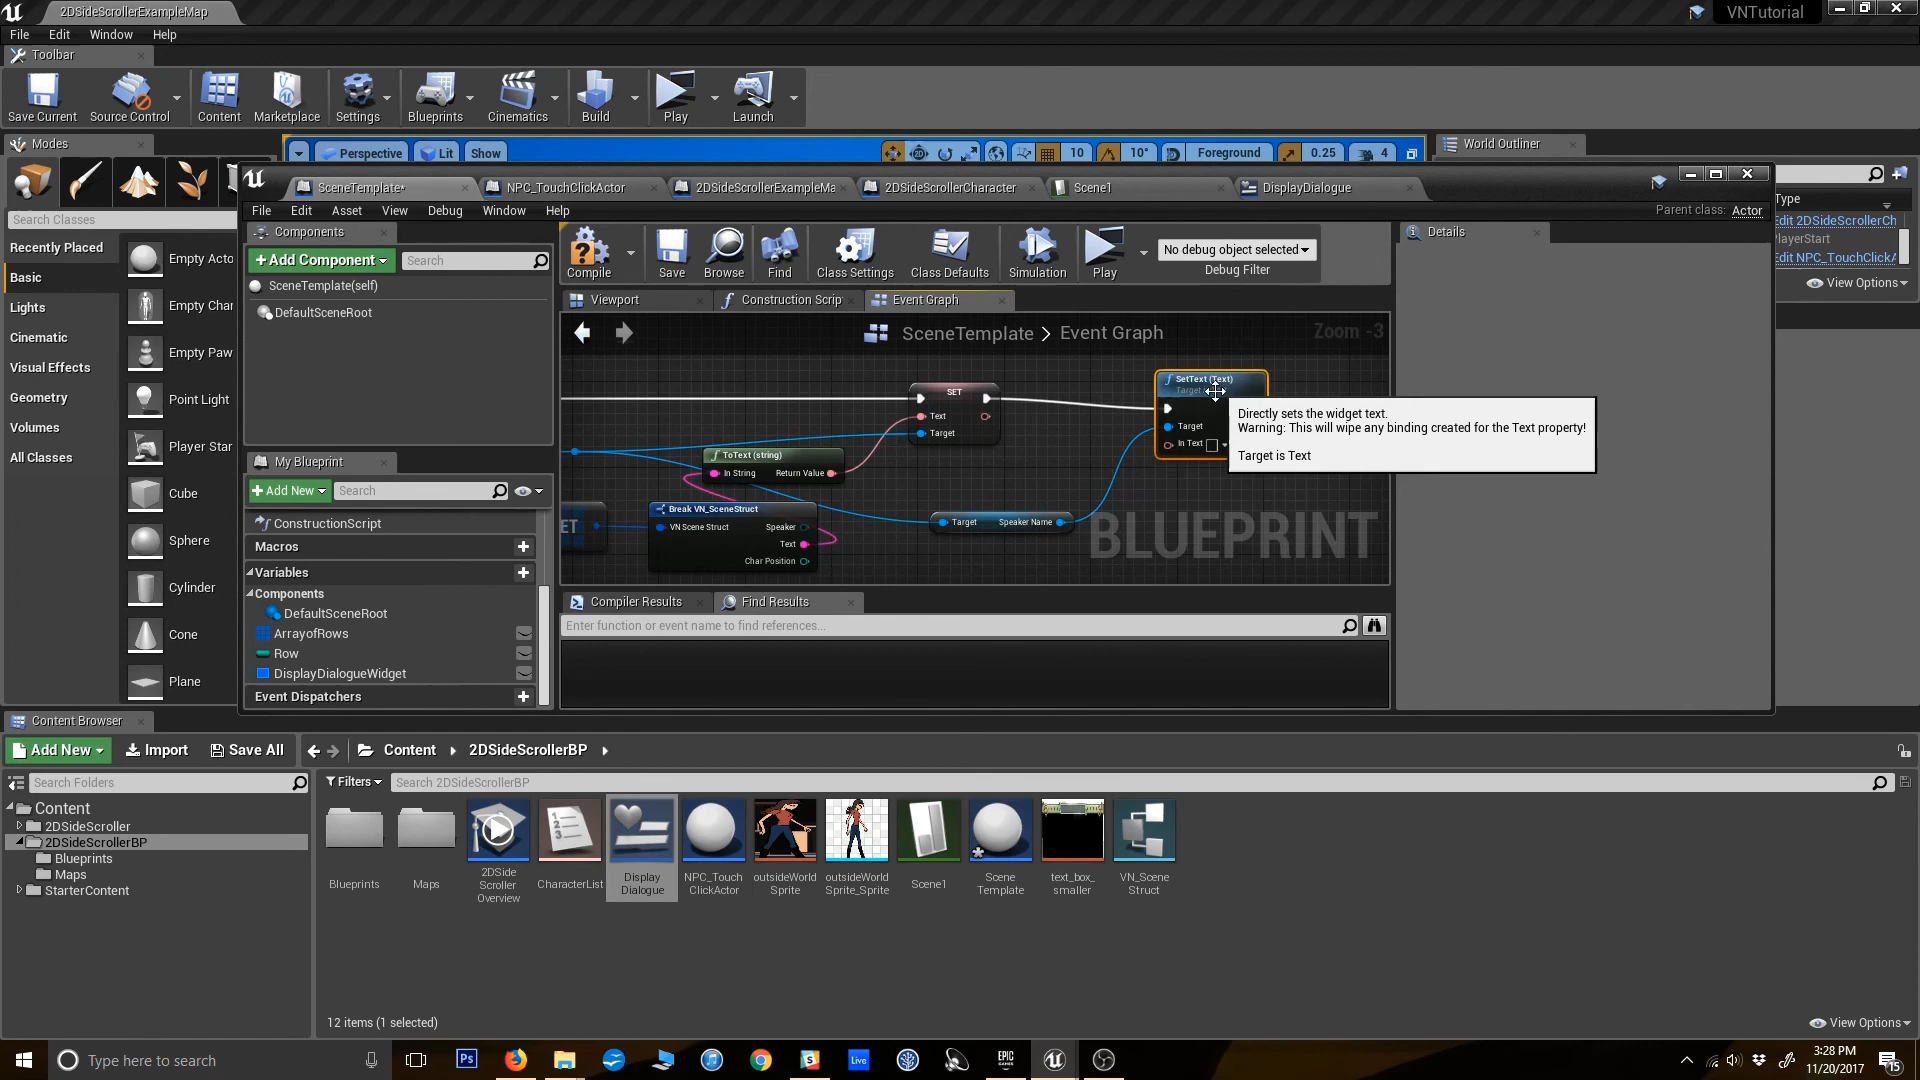 2DSideScrollerExampleMap
VNTutorial
File Edit Window Help
Toolbar
Save Current Source Control Content Marketplace Settings Blueprints Cinematics Build Play Launch
Modes
Perspective Lit Show 10 10° Foreground 0.25 4
World Outliner
SceneTemplate* NPC_TouchClickActor 2DSideScrollerExampleMa 2DSideScrollerCharacter Scene1 DisplayDialogue
File Edit Asset View Debug Window Help
Parent class: Actor
Search Classes
Recently Placed
Basic
Lights
Cinematic
Visual Effects
Geometry
Volumes
All Classes
Empty Acto
Empty Char
Empty Paw
Point Light
Player Star
Cube
Sphere
Cylinder
Cone
Plane
Components
+Add Component Search
SceneTemplate(self)
DefaultSceneRoot
My Blueprint
+Add New Search
ConstructionScript
Macros
Variables
Components
DefaultSceneRoot
ArrayofRows
Row
DisplayDialogueWidget
Event Dispatchers
Compile Save Browse Find Class Settings Class Defaults Simulation Play
No debug object selected
Debug Filter
Viewport Construction Scrip Event Graph
SceneTemplate > Event Graph
Zoom -3
SET
Text
Target
ToText (string)
In String Return Value
Break VN_SceneStruct
VN Scene Struct Speaker
Text
Char Position
ET
Target Speaker Name
SetText (Text)
Target
In Text
BLUEPRINT
Directly sets the widget text.
Warning: This will wipe any binding created for the Text property!
Target is Text
Compiler Results Find Results
Enter function or event name to find references...
Details
Type
Edit 2DSideScrollerCh
PlayerStart
Edit NPC_TouchClickA
View Options
Content Browser
Add New Import Save All Content 2DSideScrollerBP
Search Folders
Filters Search 2DSideScrollerBP
Content
2DSideScroller
2DSideScrollerBP
Blueprints
Maps
StarterContent
Blueprints
Maps
2DSide
Scroller
Overview
CharacterList
Display
Dialogue
NPC_Touch
ClickActor
outsideWorld
Sprite
outsideWorld
Sprite_Sprite
Scene1
Scene
Template
text_box_
smaller
VN_Scene
Struct
12 items (1 selected)
View Options
Type here to search
Ps
Live
EPIC
GAMES
3:28 PM
11/20/2017
15